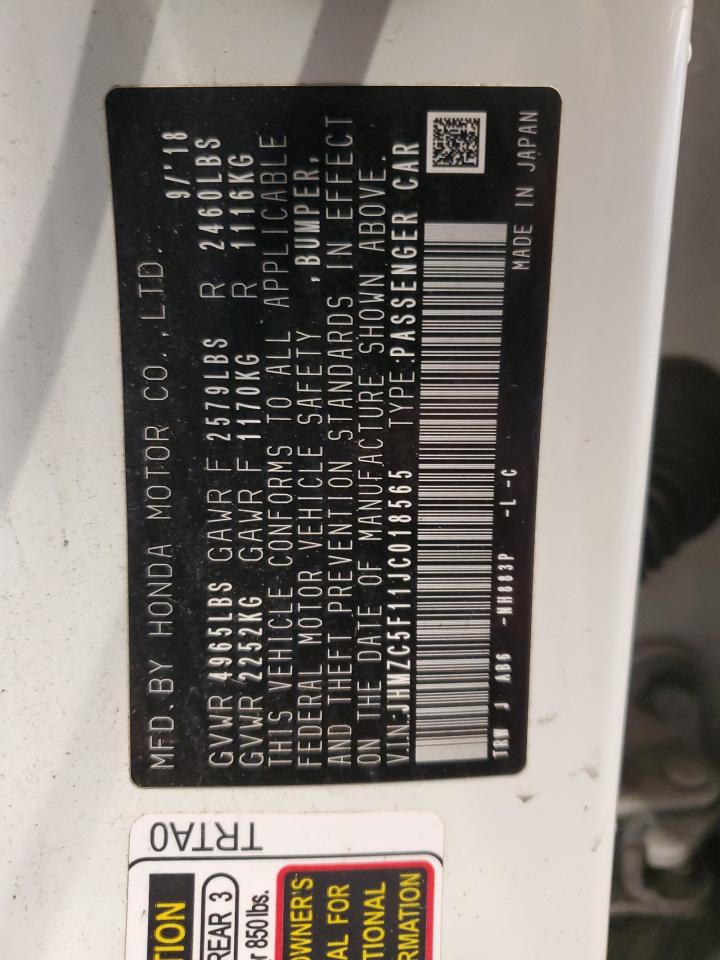 MFD. BY HONDA MOTOR CO., LTD. 9/'18
GVWR 4965LBS GAWR F 2579LBS R 2460LBS
GVWR 2252KG GAWR F 1170KG R 1116KG
THIS VEHICLE CONFORMS TO ALL APPLICABLE
FEDERAL MOTOR VEHICLE SAFETY ,BUMPER,
AND THEFT PREVENTION STANDARDS IN EFFECT
ON THE DATE OF MANUFACTURE SHOWN ABOVE.
V.I.N.:JHMZC5F11JC018565 TYPE:PASSENGER CAR
TRW J AB6 -NH883P -L -C
MADE IN JAPAN
TRTA0
TION
REAR 3
r 850 lbs.
OWNER'S
AL FOR
TIONAL
RMATION